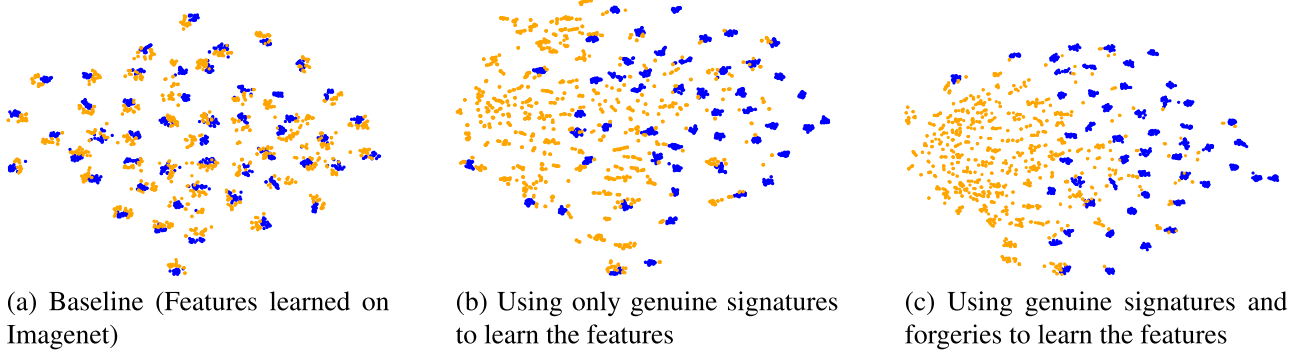 (a) Baseline (Features learned on
Imagenet)
(b) Using only genuine signatures
to learn the features
(c) Using genuine signatures and
forgeries to learn the features